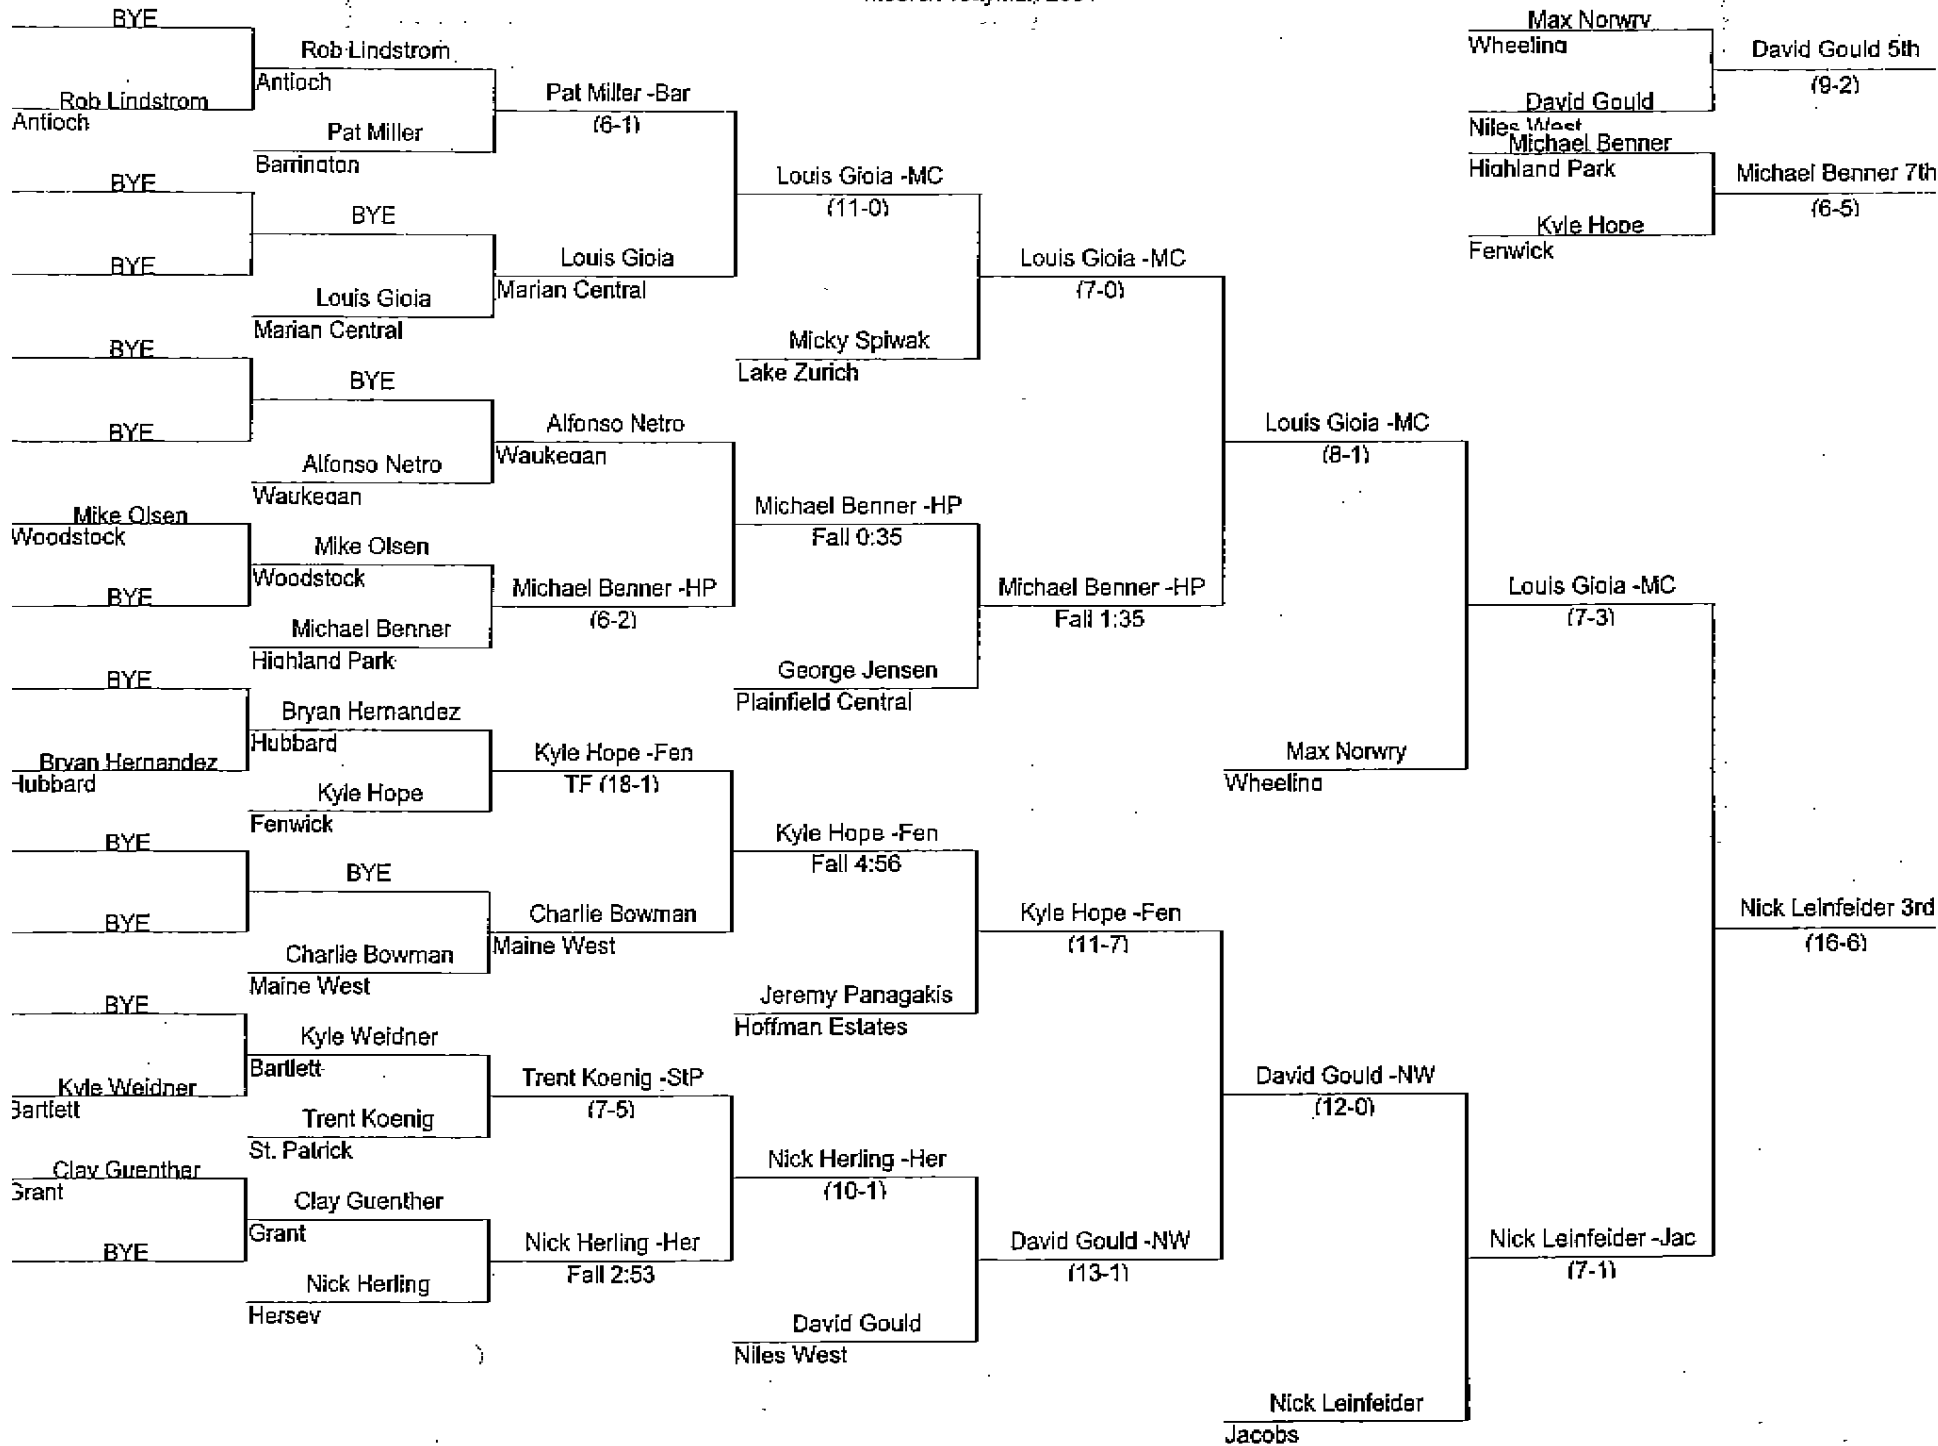 BYE
Rob Lindstrom
Antioch
Rob Lindstrom
Antioch
Pat Miller
Barrington
Pat Miller -Bar
(6-1)
BYE
BYE
BYE
Louis Gioia
Marian Central
Louis Gioia
Marian Central
Louis Gioia -MC
(11-0)
Micky Spiwak
Lake Zurich
Louis Gioia -MC
(7-0)
BYE
BYE
BYE
Alfonso Netro
Waukegan
Alfonso Netro
Waukegan
Mike Olsen
Woodstock
BYE
Mike Olsen
Woodstock
Michael Benner
Highland Park
Michael Benner -HP
(6-2)
Michael Benner -HP
Fall 0:35
George Jensen
Plainfield Central
Michael Benner -HP
Fall 1:35
Louis Gioia -MC
(8-1)
Max Norwry
Wheeling
Louis Gioia -MC
(7-3)
BYE
Bryan Hernandez
Hubbard
Bryan Hernandez
Hubbard
Kyle Hope
Fenwick
Kyle Hope -Fen
TF (18-1)
BYE
BYE
BYE
Charlie Bowman
Maine West
Charlie Bowman
Maine West
Kyle Hope -Fen
Fall 4:56
Jeremy Panagakis
Hoffman Estates
Kyle Hope -Fen
(11-7)
BYE
Kyle Weidner
Bartlett
Kyle Weidner
Bartlett
Trent Koenig
St. Patrick
Trent Koenig -StP
(7-5)
Clay Guenther
Grant
BYE
Clay Guenther
Grant
Nick Herling
Hersey
Nick Herling -Her
Fall 2:53
Nick Herling -Her
(10-1)
David Gould
Niles West
David Gould -NW
(13-1)
David Gould -NW
(12-0)
Nick Leinfelder
Jacobs
Nick Leinfelder -Jac
(7-1)
Nick Leinfelder 3rd
(16-6)
Max Norwry
Wheeling
David Gould
Niles West
David Gould 5th
(9-2)
Michael Benner
Highland Park
Kyle Hope
Fenwick
Michael Benner 7th
(6-5)